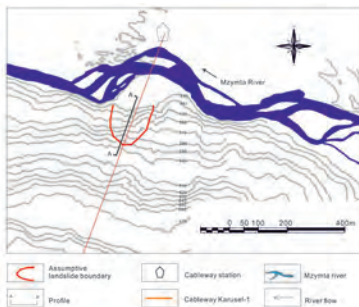 Mzymta River
A
A
0 50 100 200 400m
Assumptive
landslide boundary
Cableway station
Mzymta river
Profile
Cableway Karusel-1
River flow